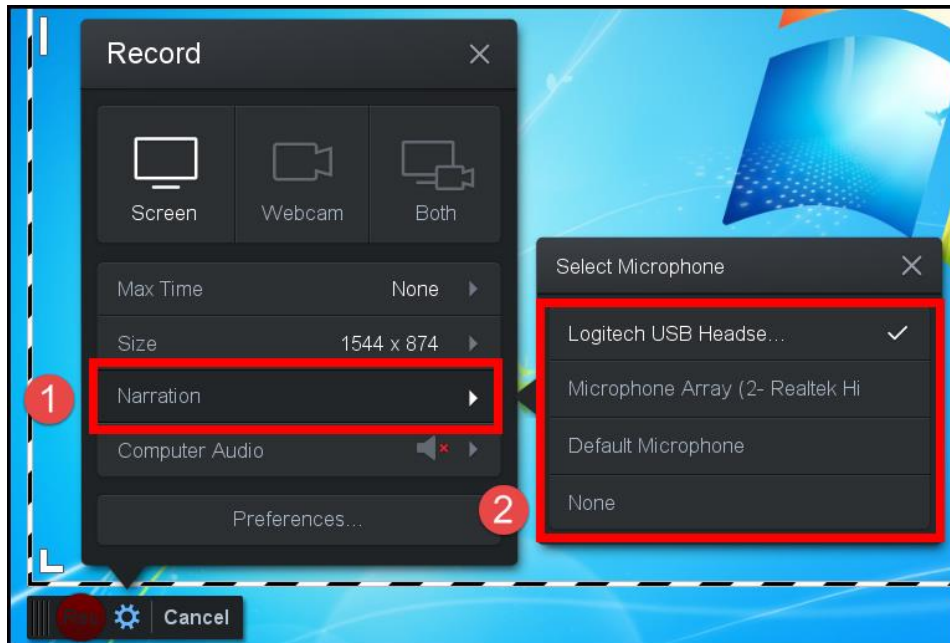 Record
Screen Webcam Both
Max Time None
Size 1544 x 874
1 Narration
Computer Audio
Preferences...
Select Microphone
Logitech USB Headse...
Microphone Array (2- Realtek Hi
Default Microphone
None
2
Cancel